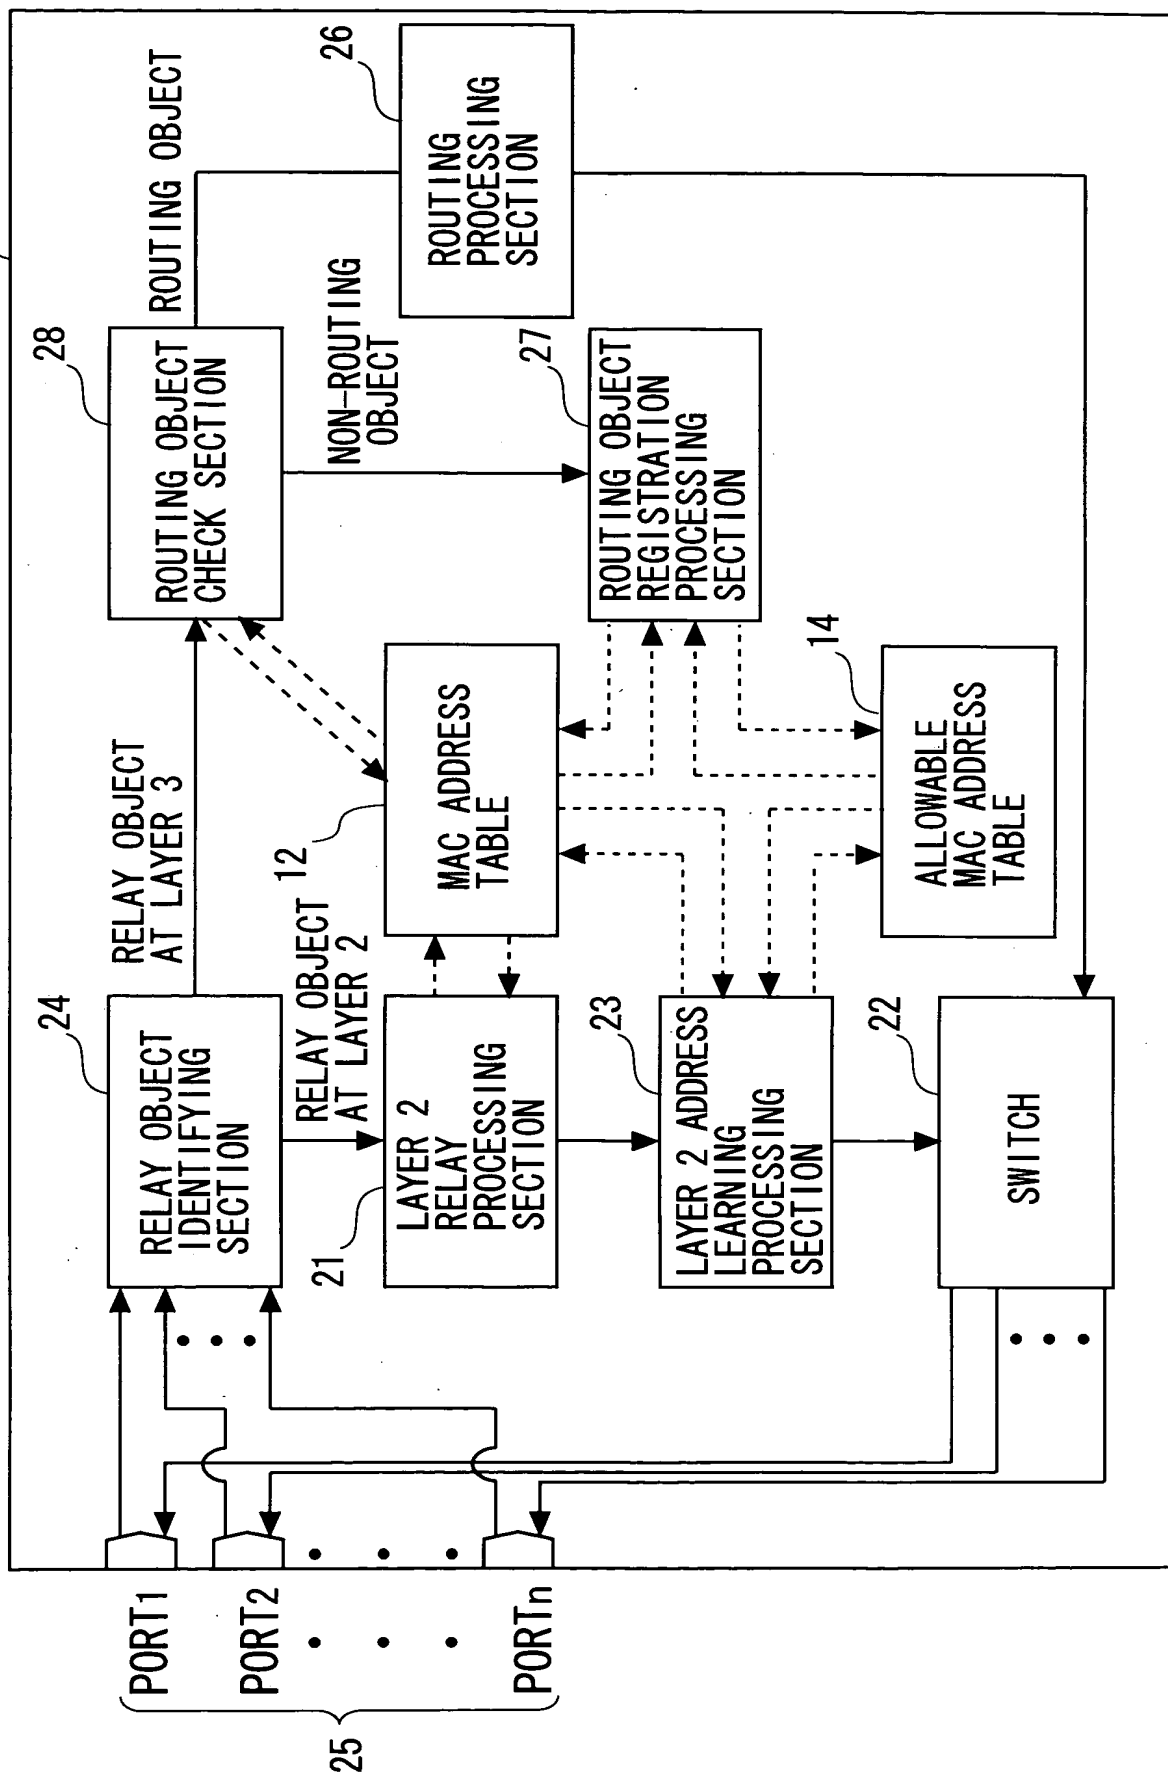 24
RELAY OBJECT
IDENTIFYING
SECTION
RELAY OBJECT
AT LAYER 3
28
ROUTING OBJECT
CHECK SECTION
ROUTING OBJECT
NON-ROUTING
OBJECT
26
ROUTING
PROCESSING
SECTION
RELAY OBJECT
AT LAYER 2
21
LAYER 2
RELAY
PROCESSING
SECTION
12
MAC ADDRESS
TABLE
27
ROUTING OBJECT
REGISTRATION
PROCESSING
SECTION
23
LAYER 2 ADDRESS
LEARNING
PROCESSING
SECTION
14
ALLOWABLE
MAC ADDRESS
TABLE
22
SWITCH
PORT1
PORT2
PORTn
25